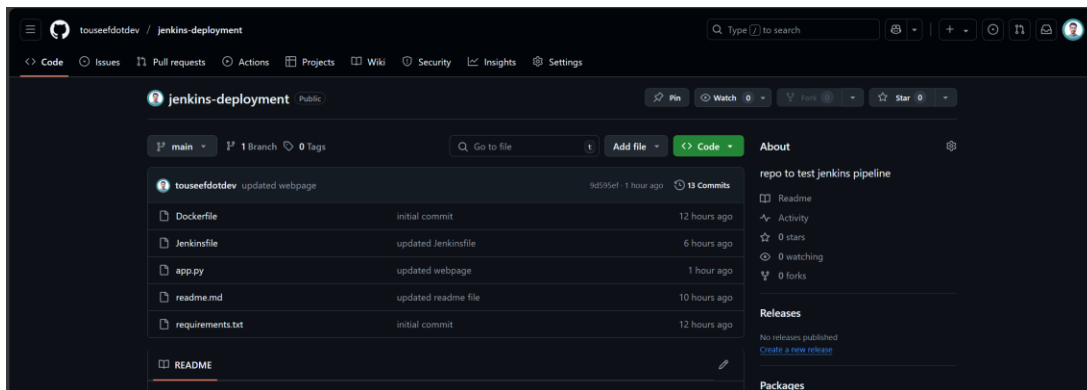 touseefdotdev / jenkins-deployment
Type / to search
Code Issues Pull requests Actions Projects Wiki Security Insights Settings
jenkins-deployment Public
Pin Watch 0 Fork 0 Star 0
main 1 Branch 0 Tags Go to file t Add file Code
About
repo to test jenkins pipeline
touseefdotdev updated webpage 9d595ef · 1 hour ago 13 Commits
Readme
Dockerfile initial commit 12 hours ago
Activity
Jenkinsfile updated Jenkinsfile 6 hours ago
0 stars
0 watching
app.py updated webpage 1 hour ago
0 forks
readme.md updated readme file 10 hours ago
Releases
requirements.txt initial commit 12 hours ago
No releases published
Create a new release
README
Packages